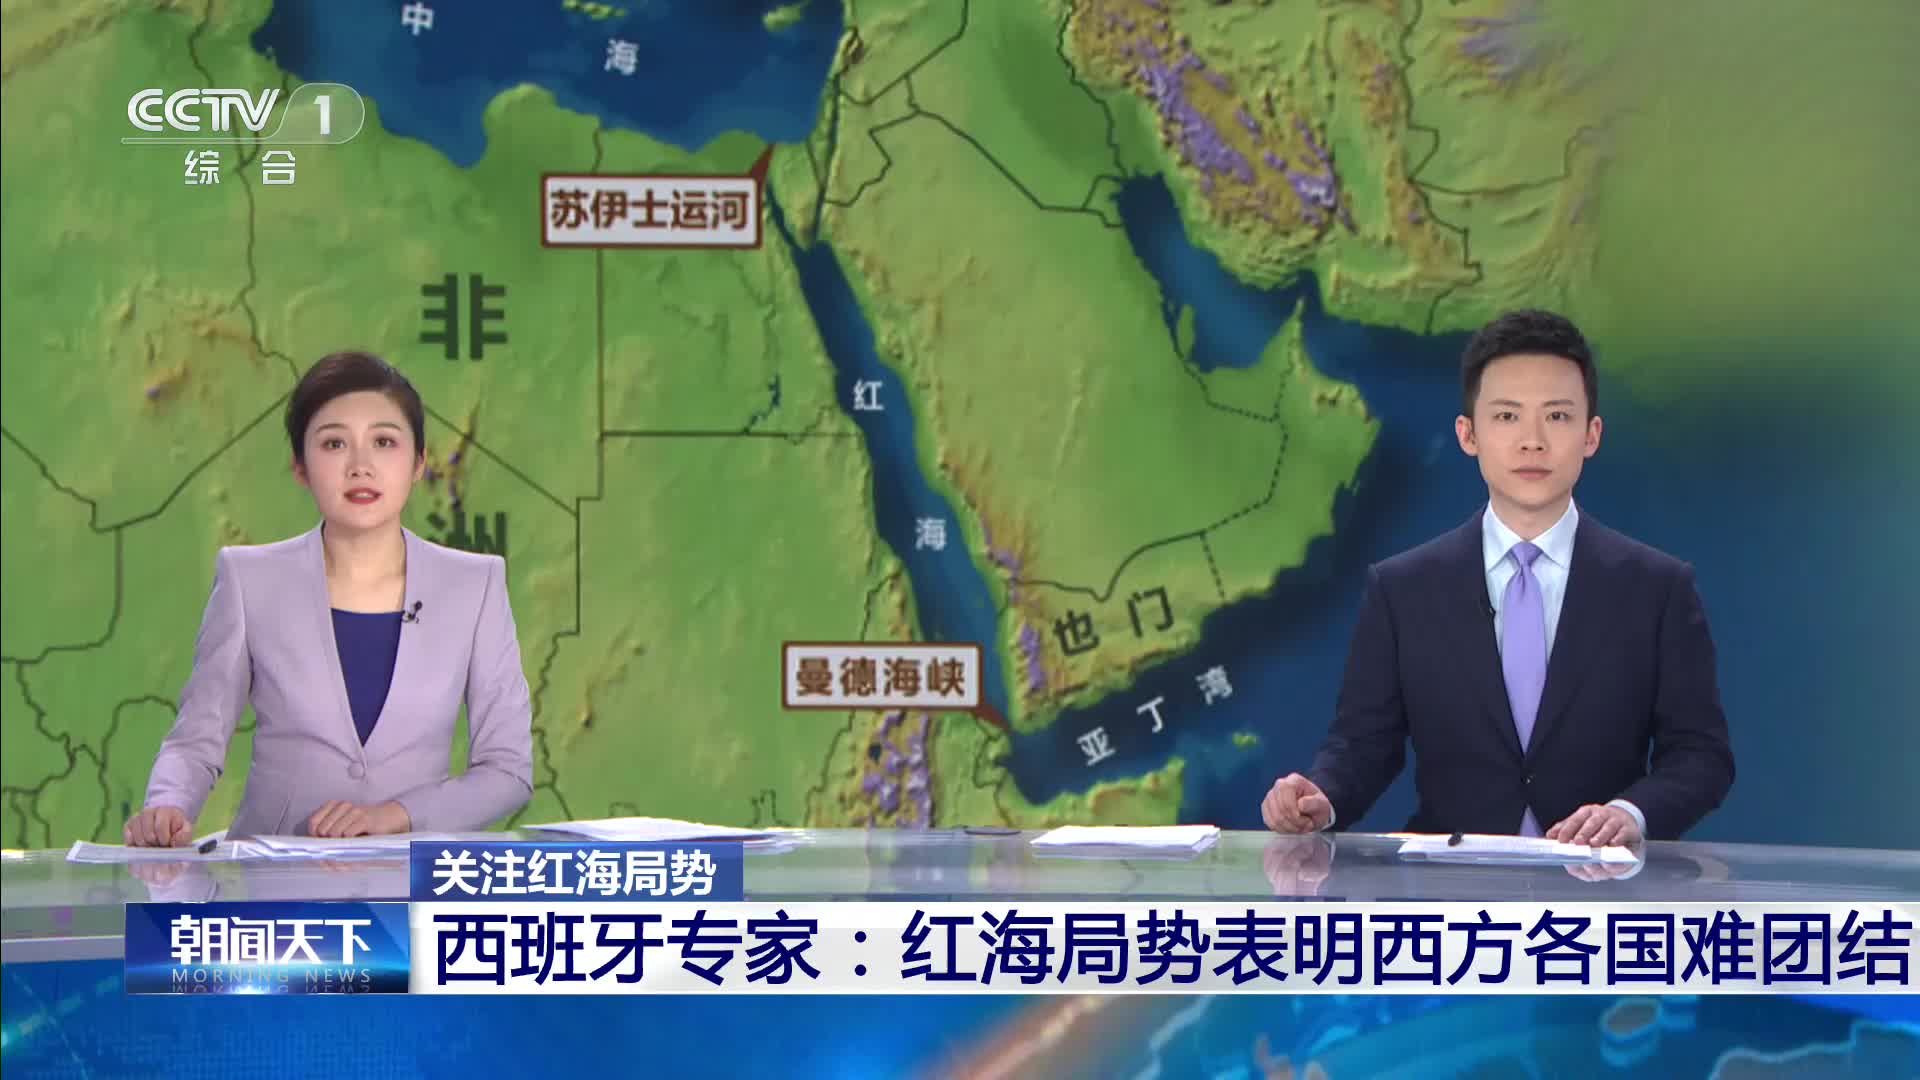 中
海
CCTV 1
综合
苏伊士运河
非
洲
红
海
也门
曼德海峡
亚丁湾
关注红海局势
朝闻天下
MORNING NEWS
西班牙专家：红海局势表明西方各国难团结